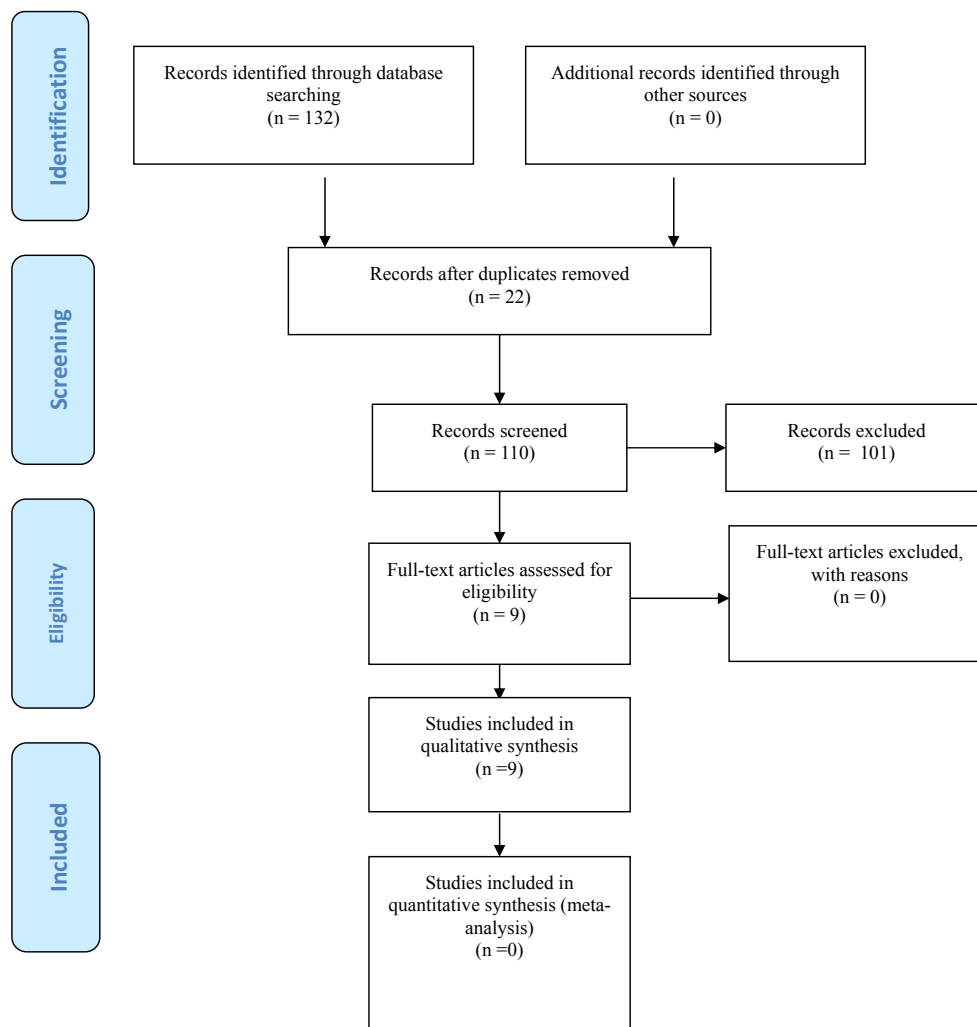 Identification
Records identified through database
searching
(n = 132)
Additional records identified through
other sources
(n = 0)
Screening
Records after duplicates removed
(n = 22)
Records screened
(n = 110)
Records excluded
(n = 101)
Eligibility
Full-text articles assessed for
eligibility
(n = 9)
Full-text articles excluded,
with reasons
(n = 0)
Included
Studies included in
qualitative synthesis
(n =9)
Studies included in
quantitative synthesis (meta-
analysis)
(n =0)